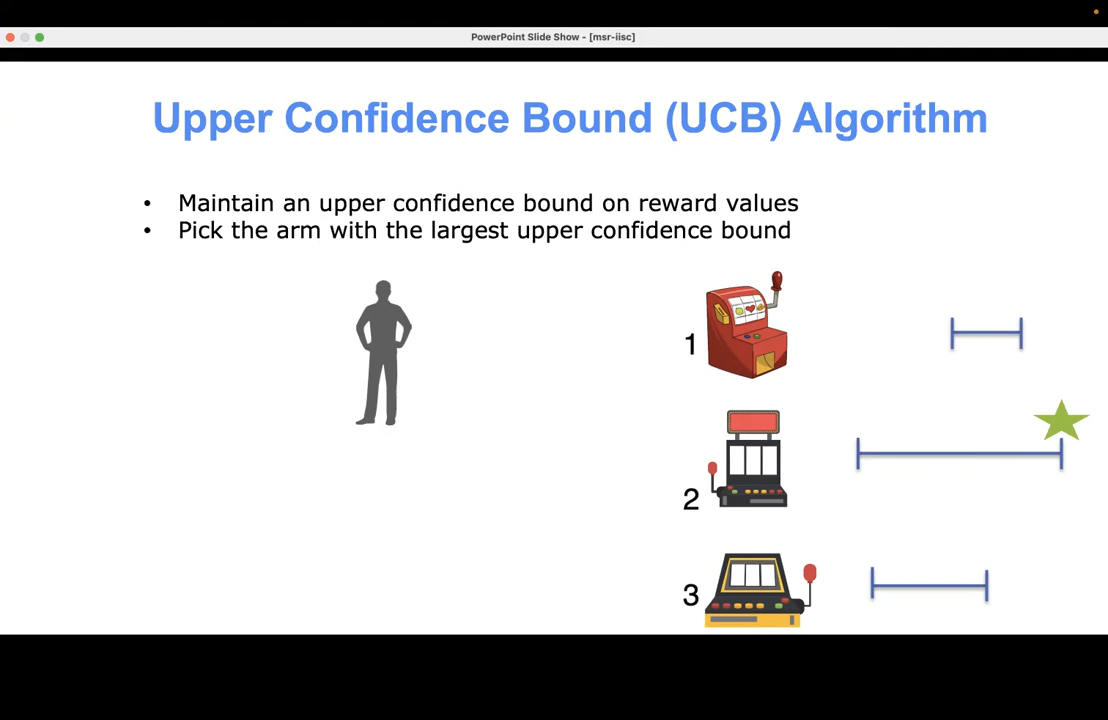 PowerPoint Slide Show - [msr-iisc]
Upper Confidence Bound (UCB) Algorithm
• Maintain an upper confidence bound on reward values
• Pick the arm with the largest upper confidence bound
1
2
3